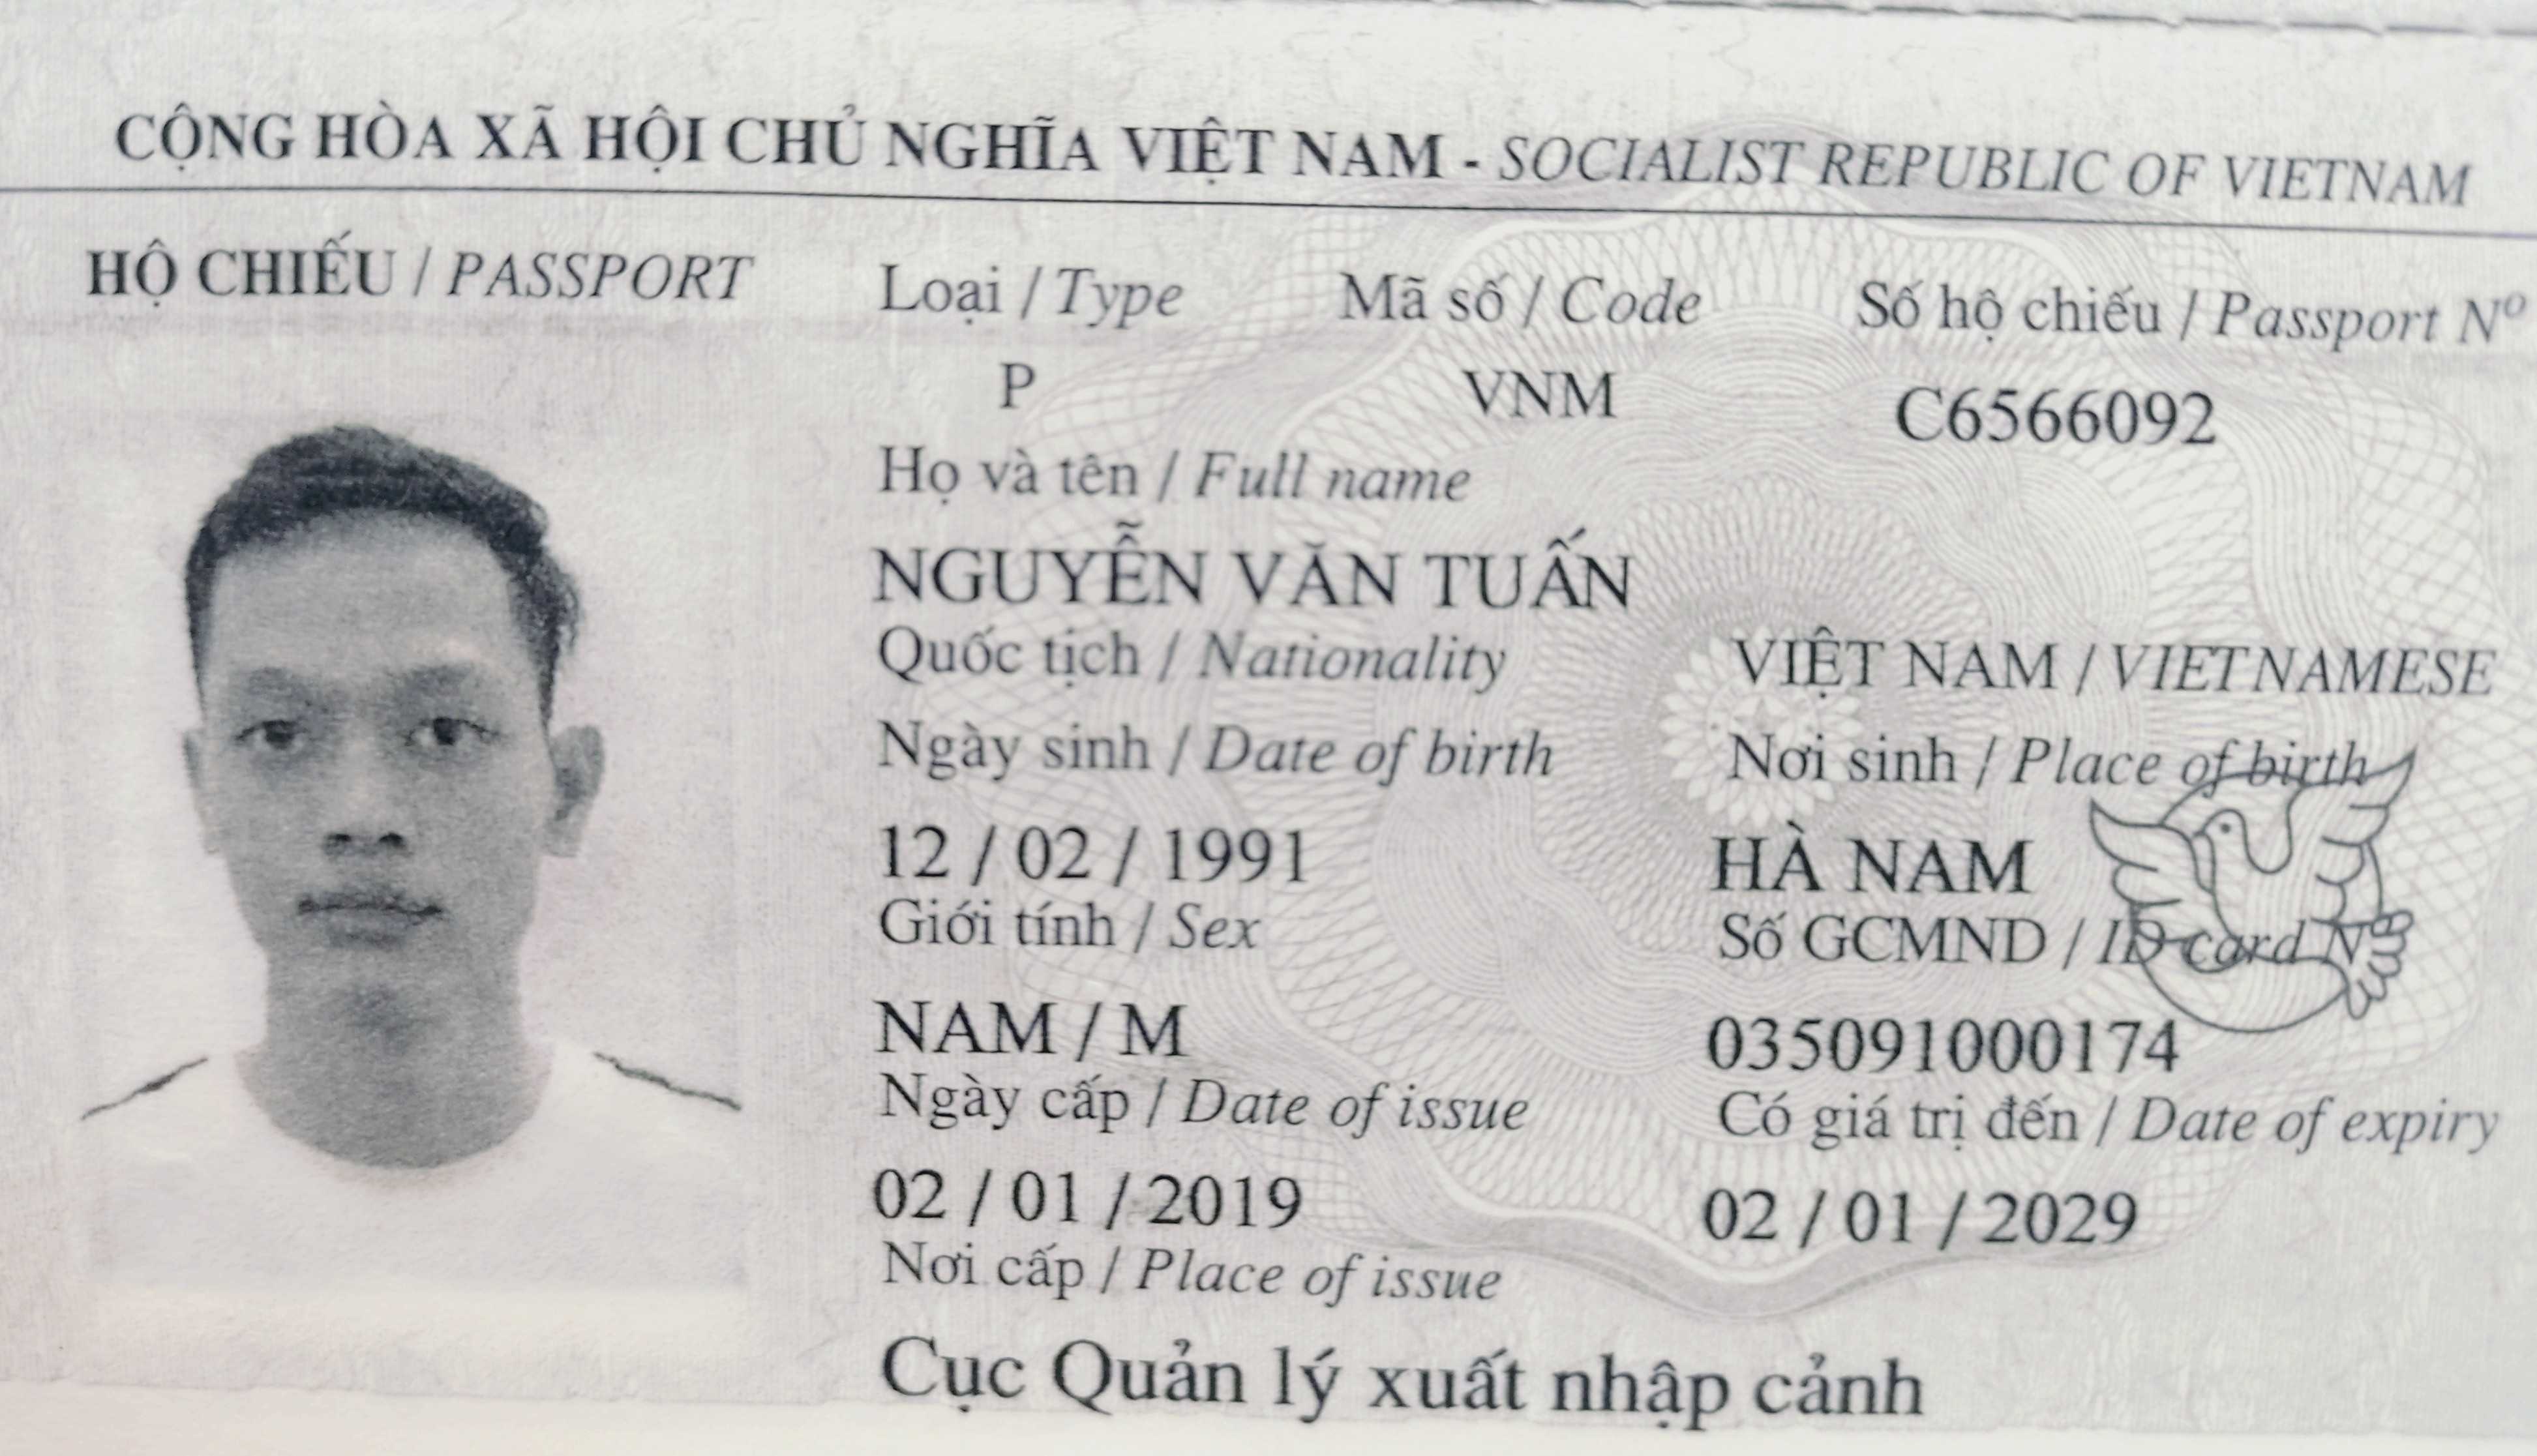 CỘNG HÒA XÃ HỘI CHỦ NGHĨA VIỆT NAM - SOCIALIST REPUBLIC OF VIETNAM
HỘ CHIẾU / PASSPORT Loại / Type Mã số / Code Số hộ chiếu / Passport Nº
P VNM C6566092
Họ và tên / Full name
NGUYỄN VĂN TUẤN
Quốc tịch / Nationality VIỆT NAM / VIETNAMESE
Ngày sinh / Date of birth Nơi sinh / Place of birth
12 / 02 / 1991 HÀ NAM
Giới tính / Sex Số GCMND / ID card Nº
NAM / M 035091000174
Ngày cấp / Date of issue Có giá trị đến / Date of expiry
02 / 01 / 2019 02 / 01 / 2029
Nơi cấp / Place of issue
Cục Quản lý xuất nhập cảnh